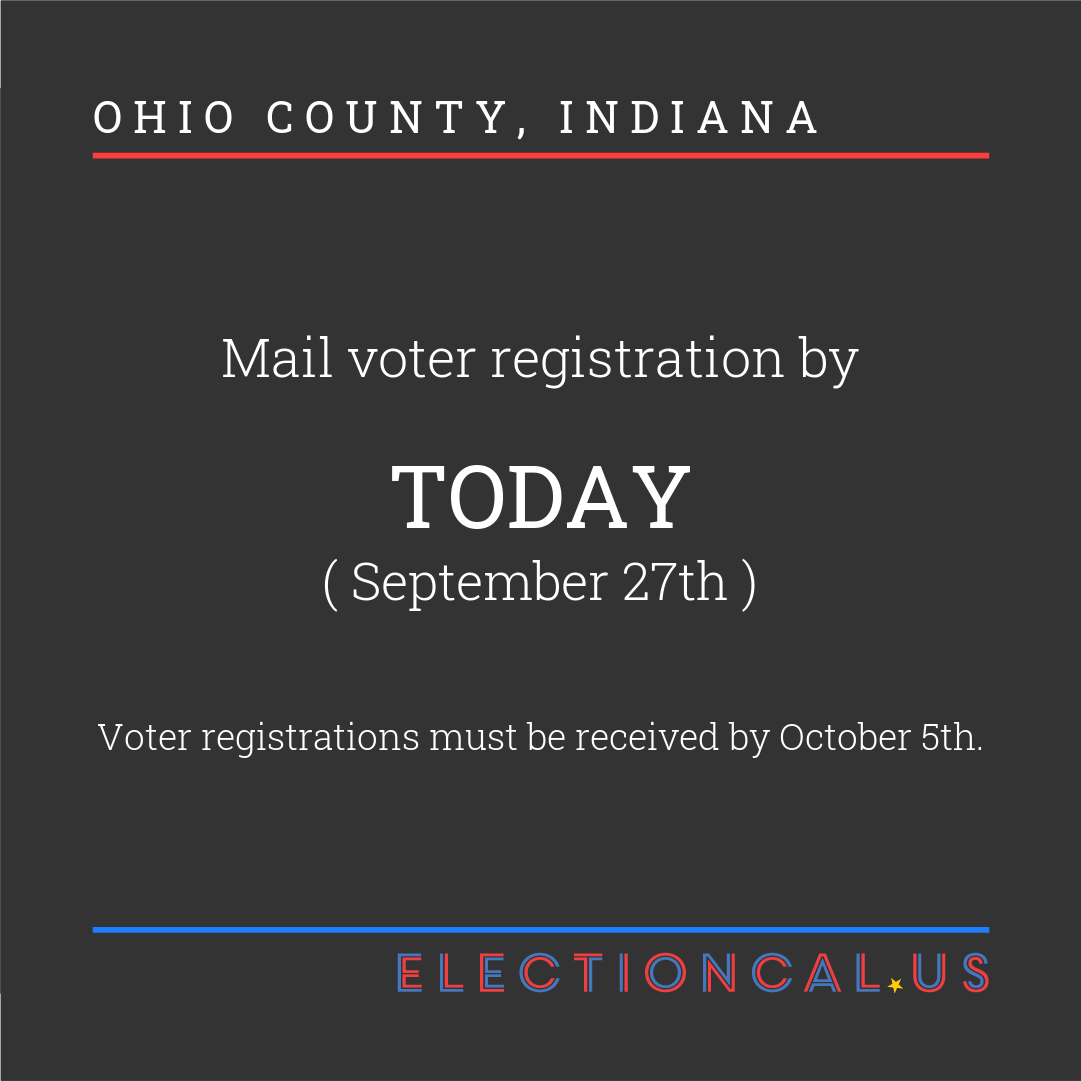 OHIO COUNTY, INDIANA
Mail voter registration by
TODAY
( September 27th )
Voter registrations must be received by October 5th.
ELECTIONCAL.US